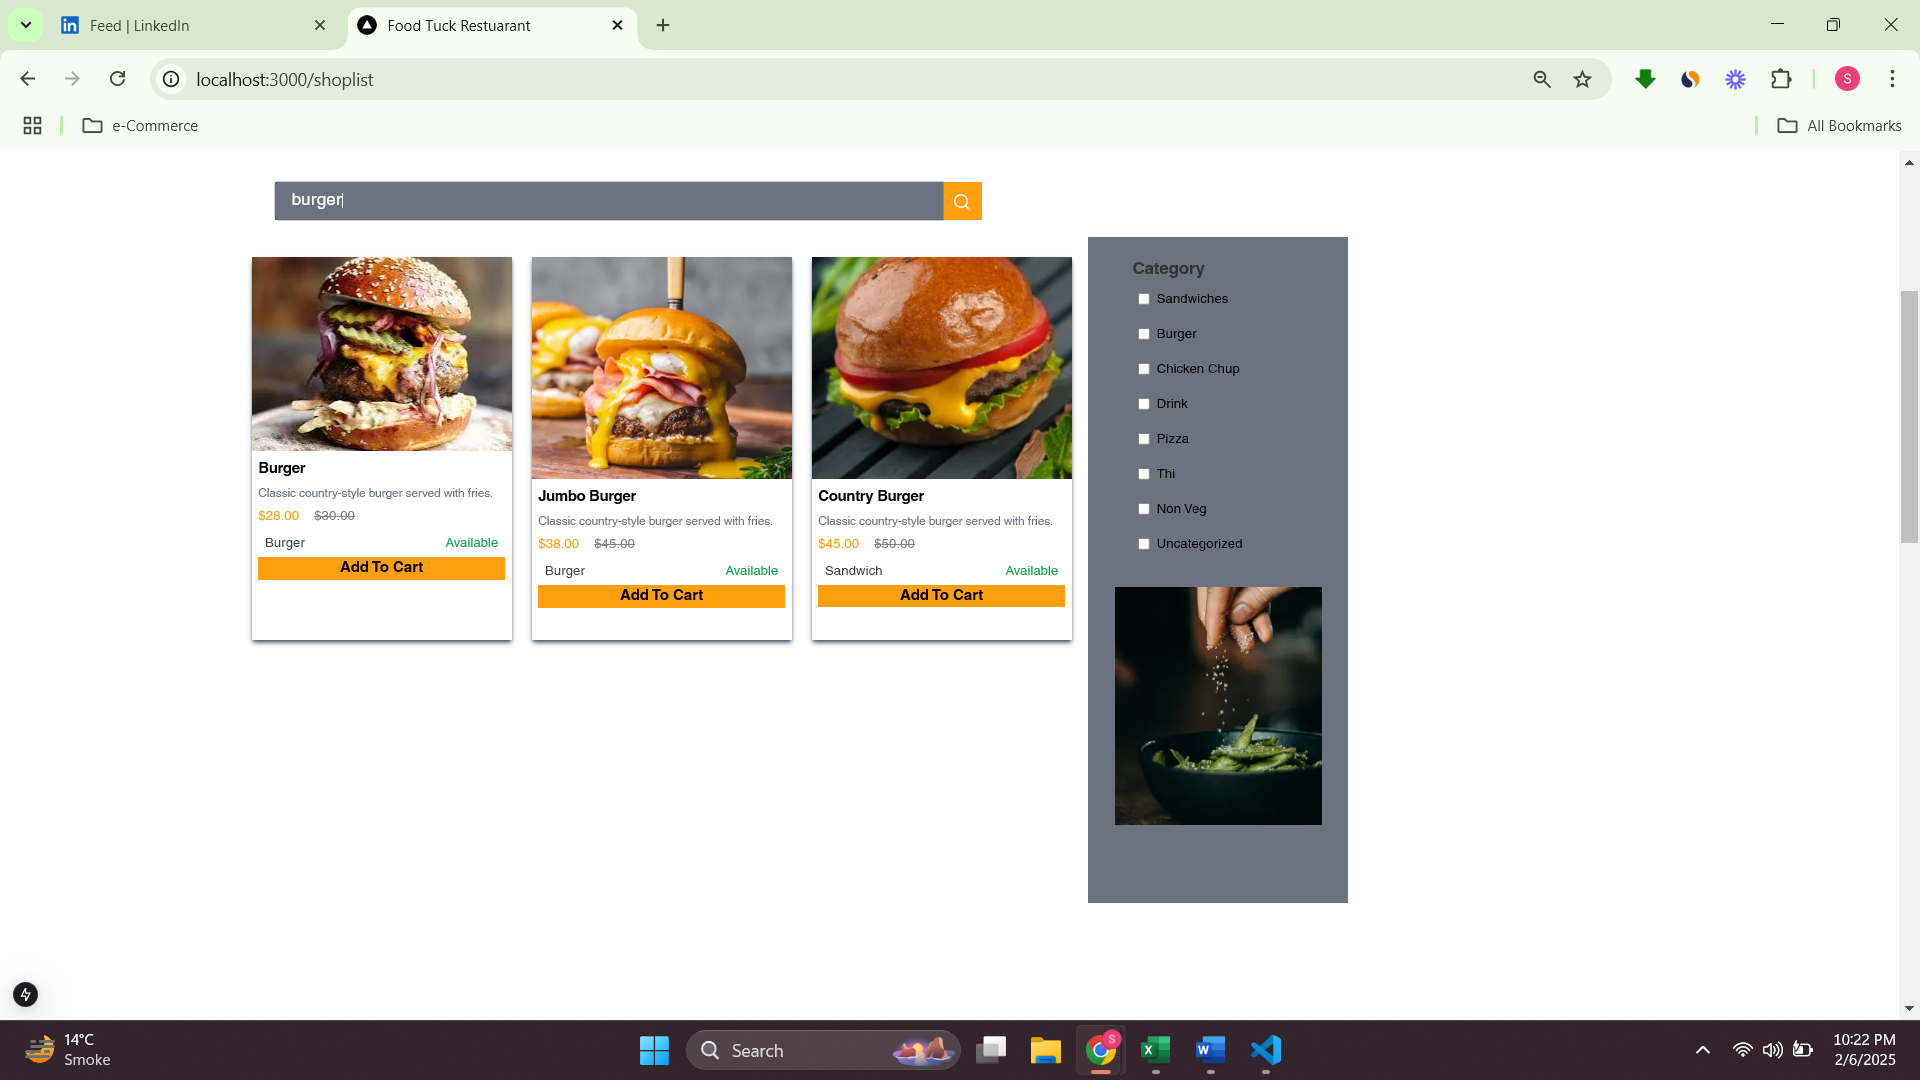 Feed | LinkedIn
Food Tuck Restuarant
localhost:3000/shoplist
S
e-Commerce
All Bookmarks
burger
Category
Sandwiches
Burger
Chicken Chup
Drink
Pizza
Thi
Non Veg
Uncategorized
Burger
Classic country-style burger served with fries.
$28.00 $30.00
Burger Available
Add To Cart
Jumbo Burger
Classic country-style burger served with fries.
$38.00 $45.00
Burger Available
Add To Cart
Country Burger
Classic country-style burger served with fries.
$45.00 $50.00
Sandwich Available
Add To Cart
14°C
Smoke
Search
S
10:22 PM
2/6/2025